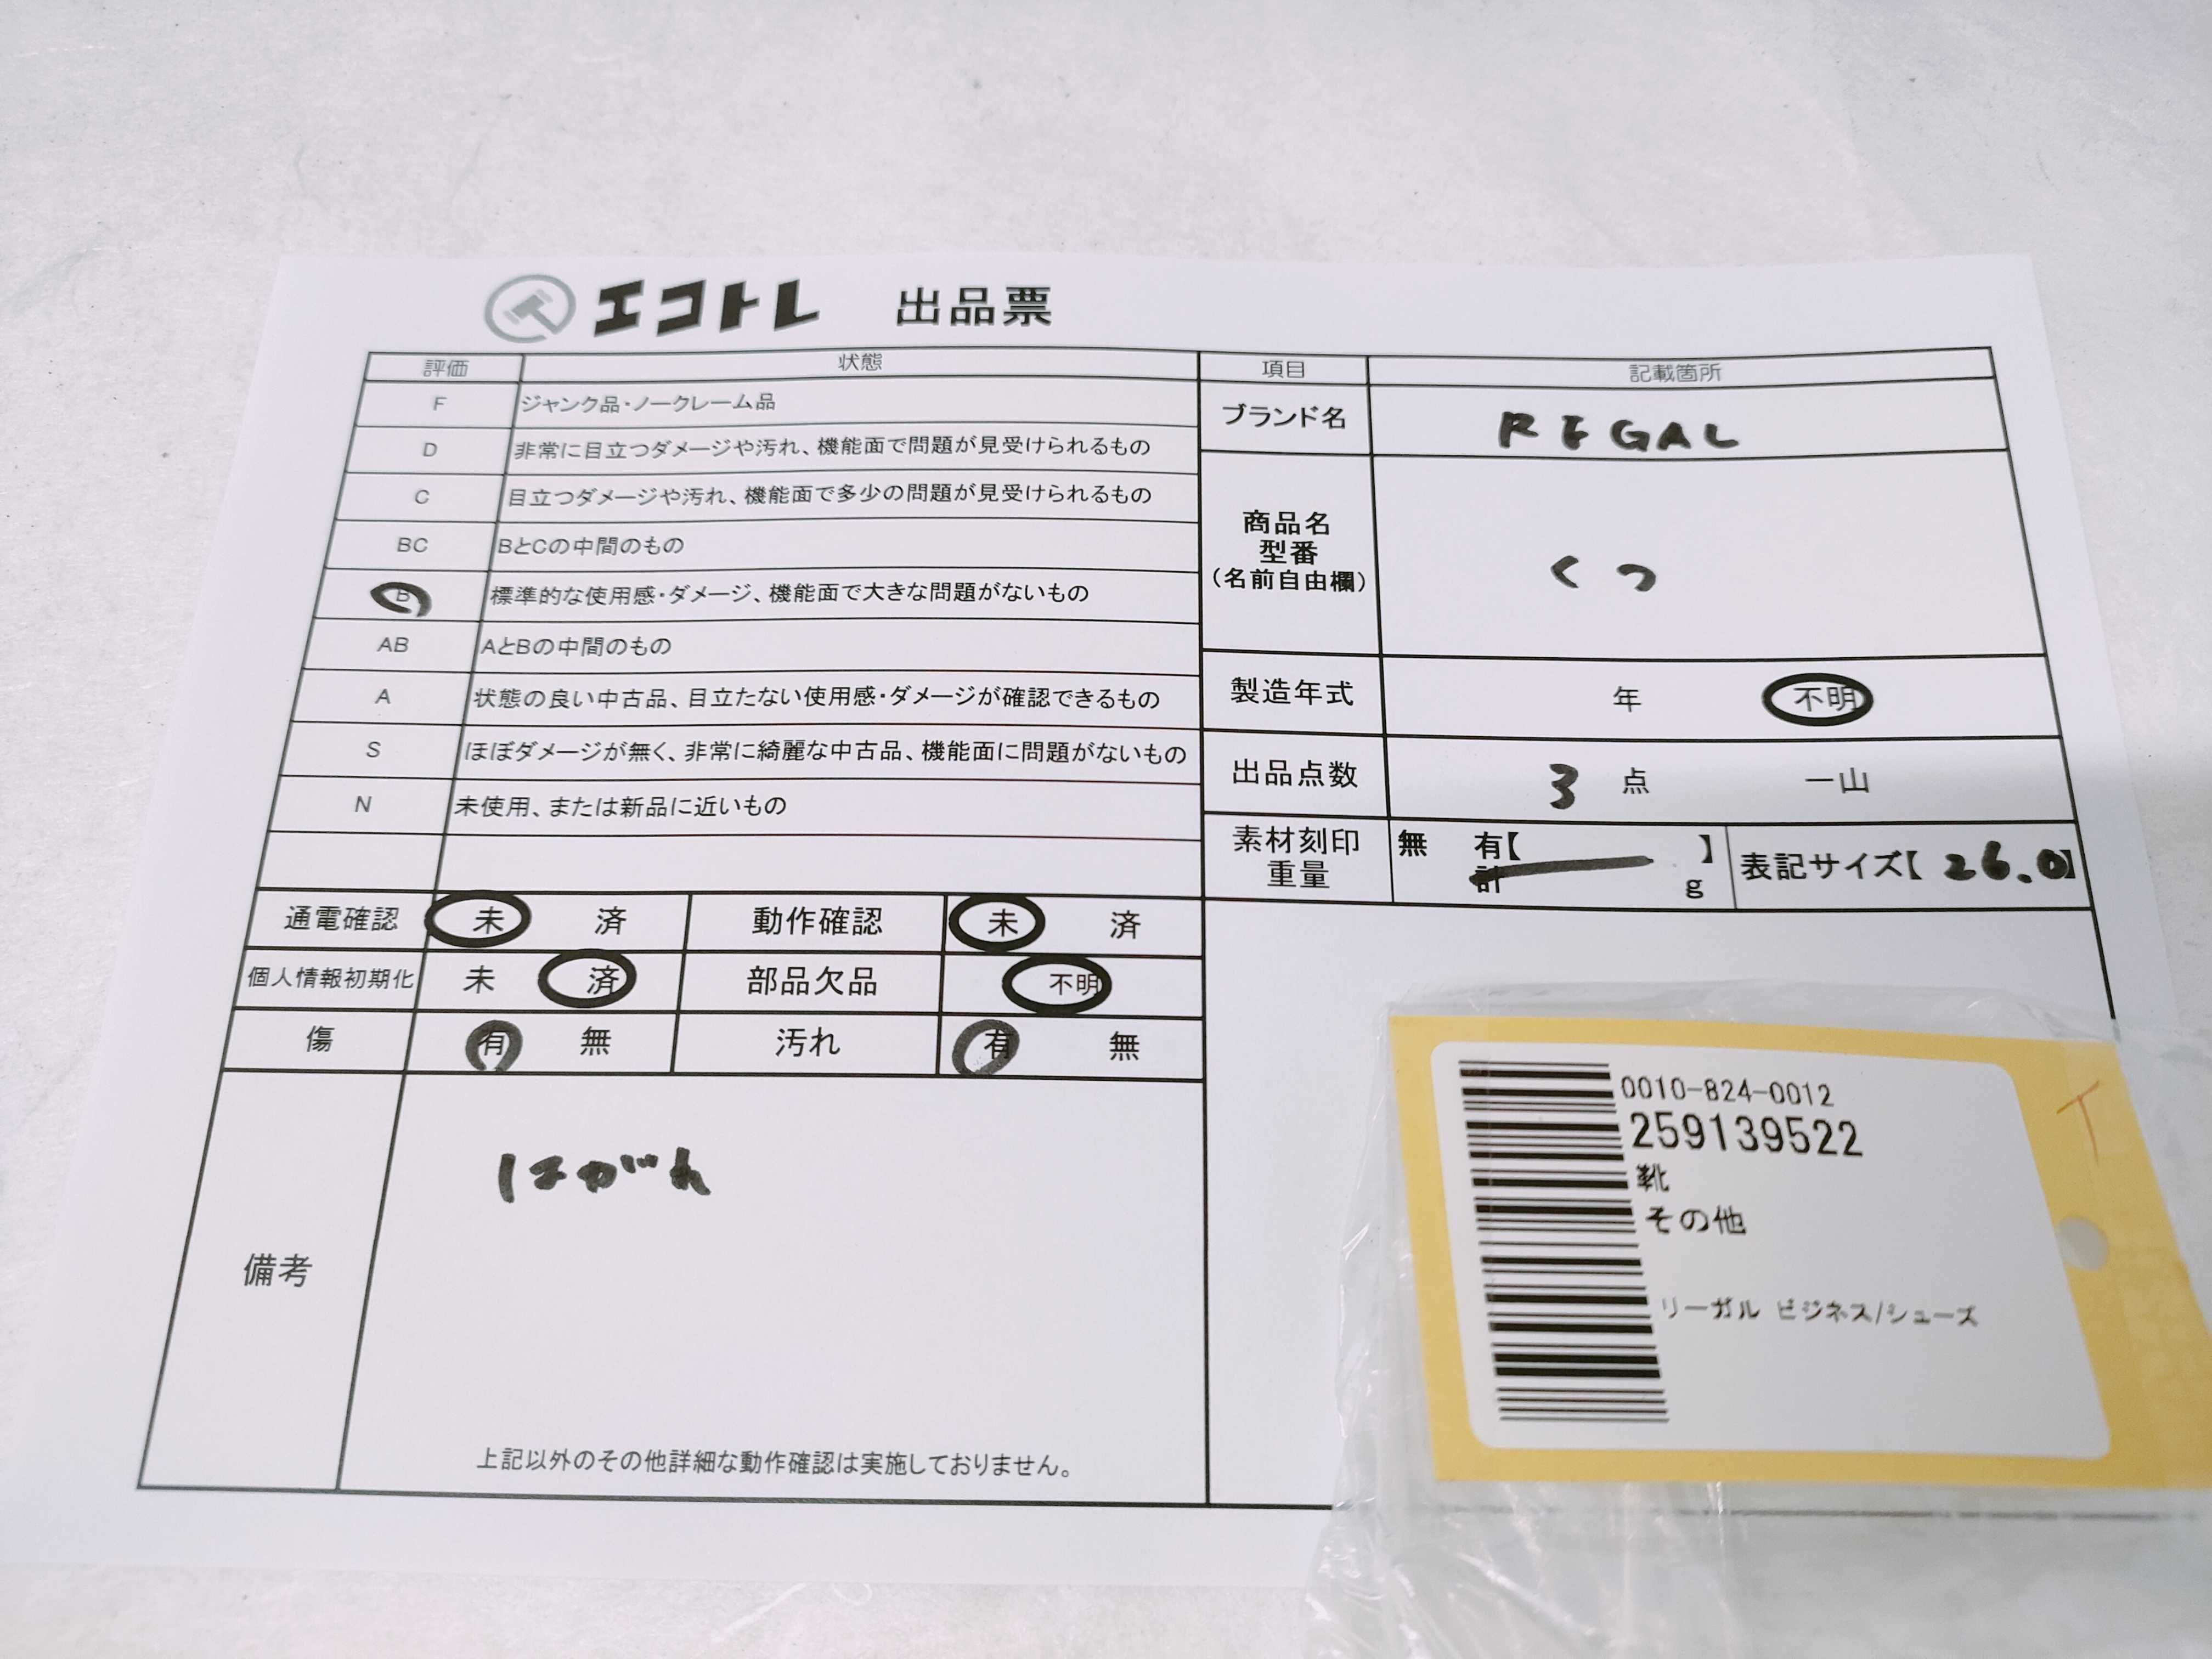 エコトレ 出品票
評価 状態
F ジャンク品・ノークレーム品
D 非常に目立つダメージや汚れ、機能面で問題が見受けられるもの
C 目立つダメージや汚れ、機能面で多少の問題が見受けられるもの
BC BとCの中間のもの
B 標準的な使用感・ダメージ、機能面で大きな問題がないもの
AB AとBの中間のもの
A 状態の良い中古品、目立たない使用感・ダメージが確認できるもの
S ほぼダメージが無く、非常に綺麗な中古品、機能面に問題がないもの
N 未使用、または新品に近いもの
通電確認 未 済 動作確認 未 済
個人情報初期化 未 済 部品欠品 不明
傷 有 無 汚れ 有 無
備考
はがれ
上記以外のその他詳細な動作確認は実施しておりません。
項目 記載箇所
ブランド名 REGAL
商品名
型番
(名前自由欄)
くつ
製造年式 年 不明
出品点数 3 点 一山
素材刻印 無 有【 】
重量 計 g
表記サイズ【 26.0】
0010-824-0012
259139522
靴
その他
リーガル ビジネス/シューズ
イ